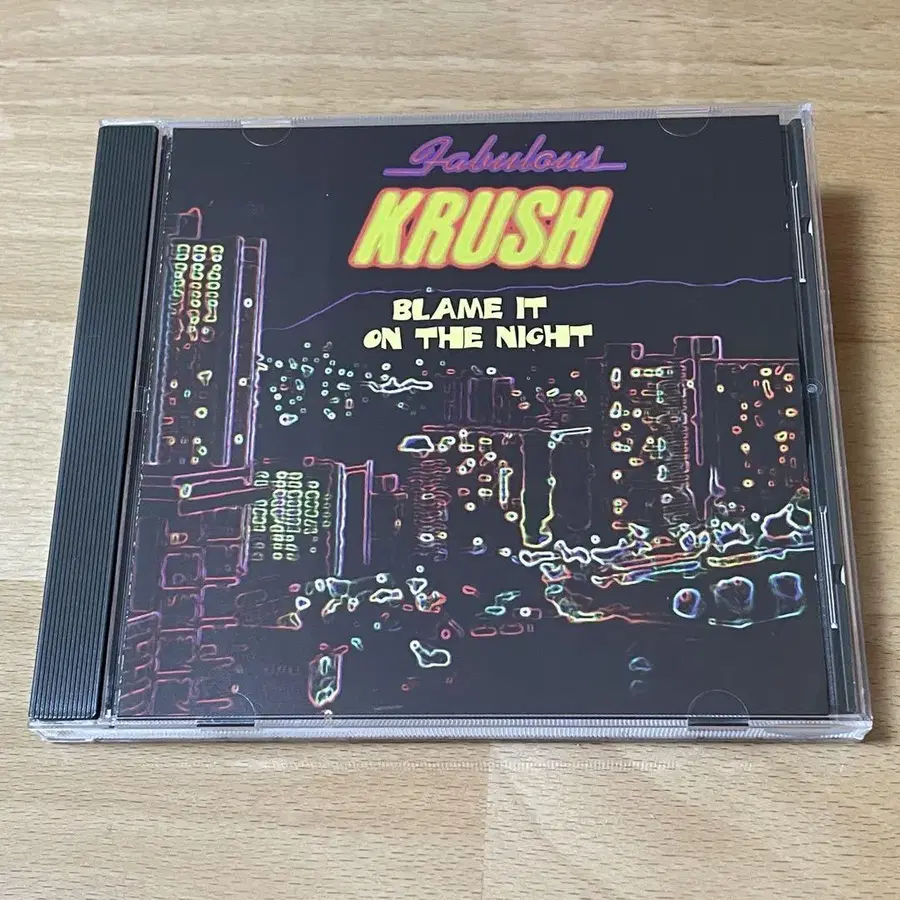 Fabulous
KRUSH
BLAME IT
ON THE NIGHT